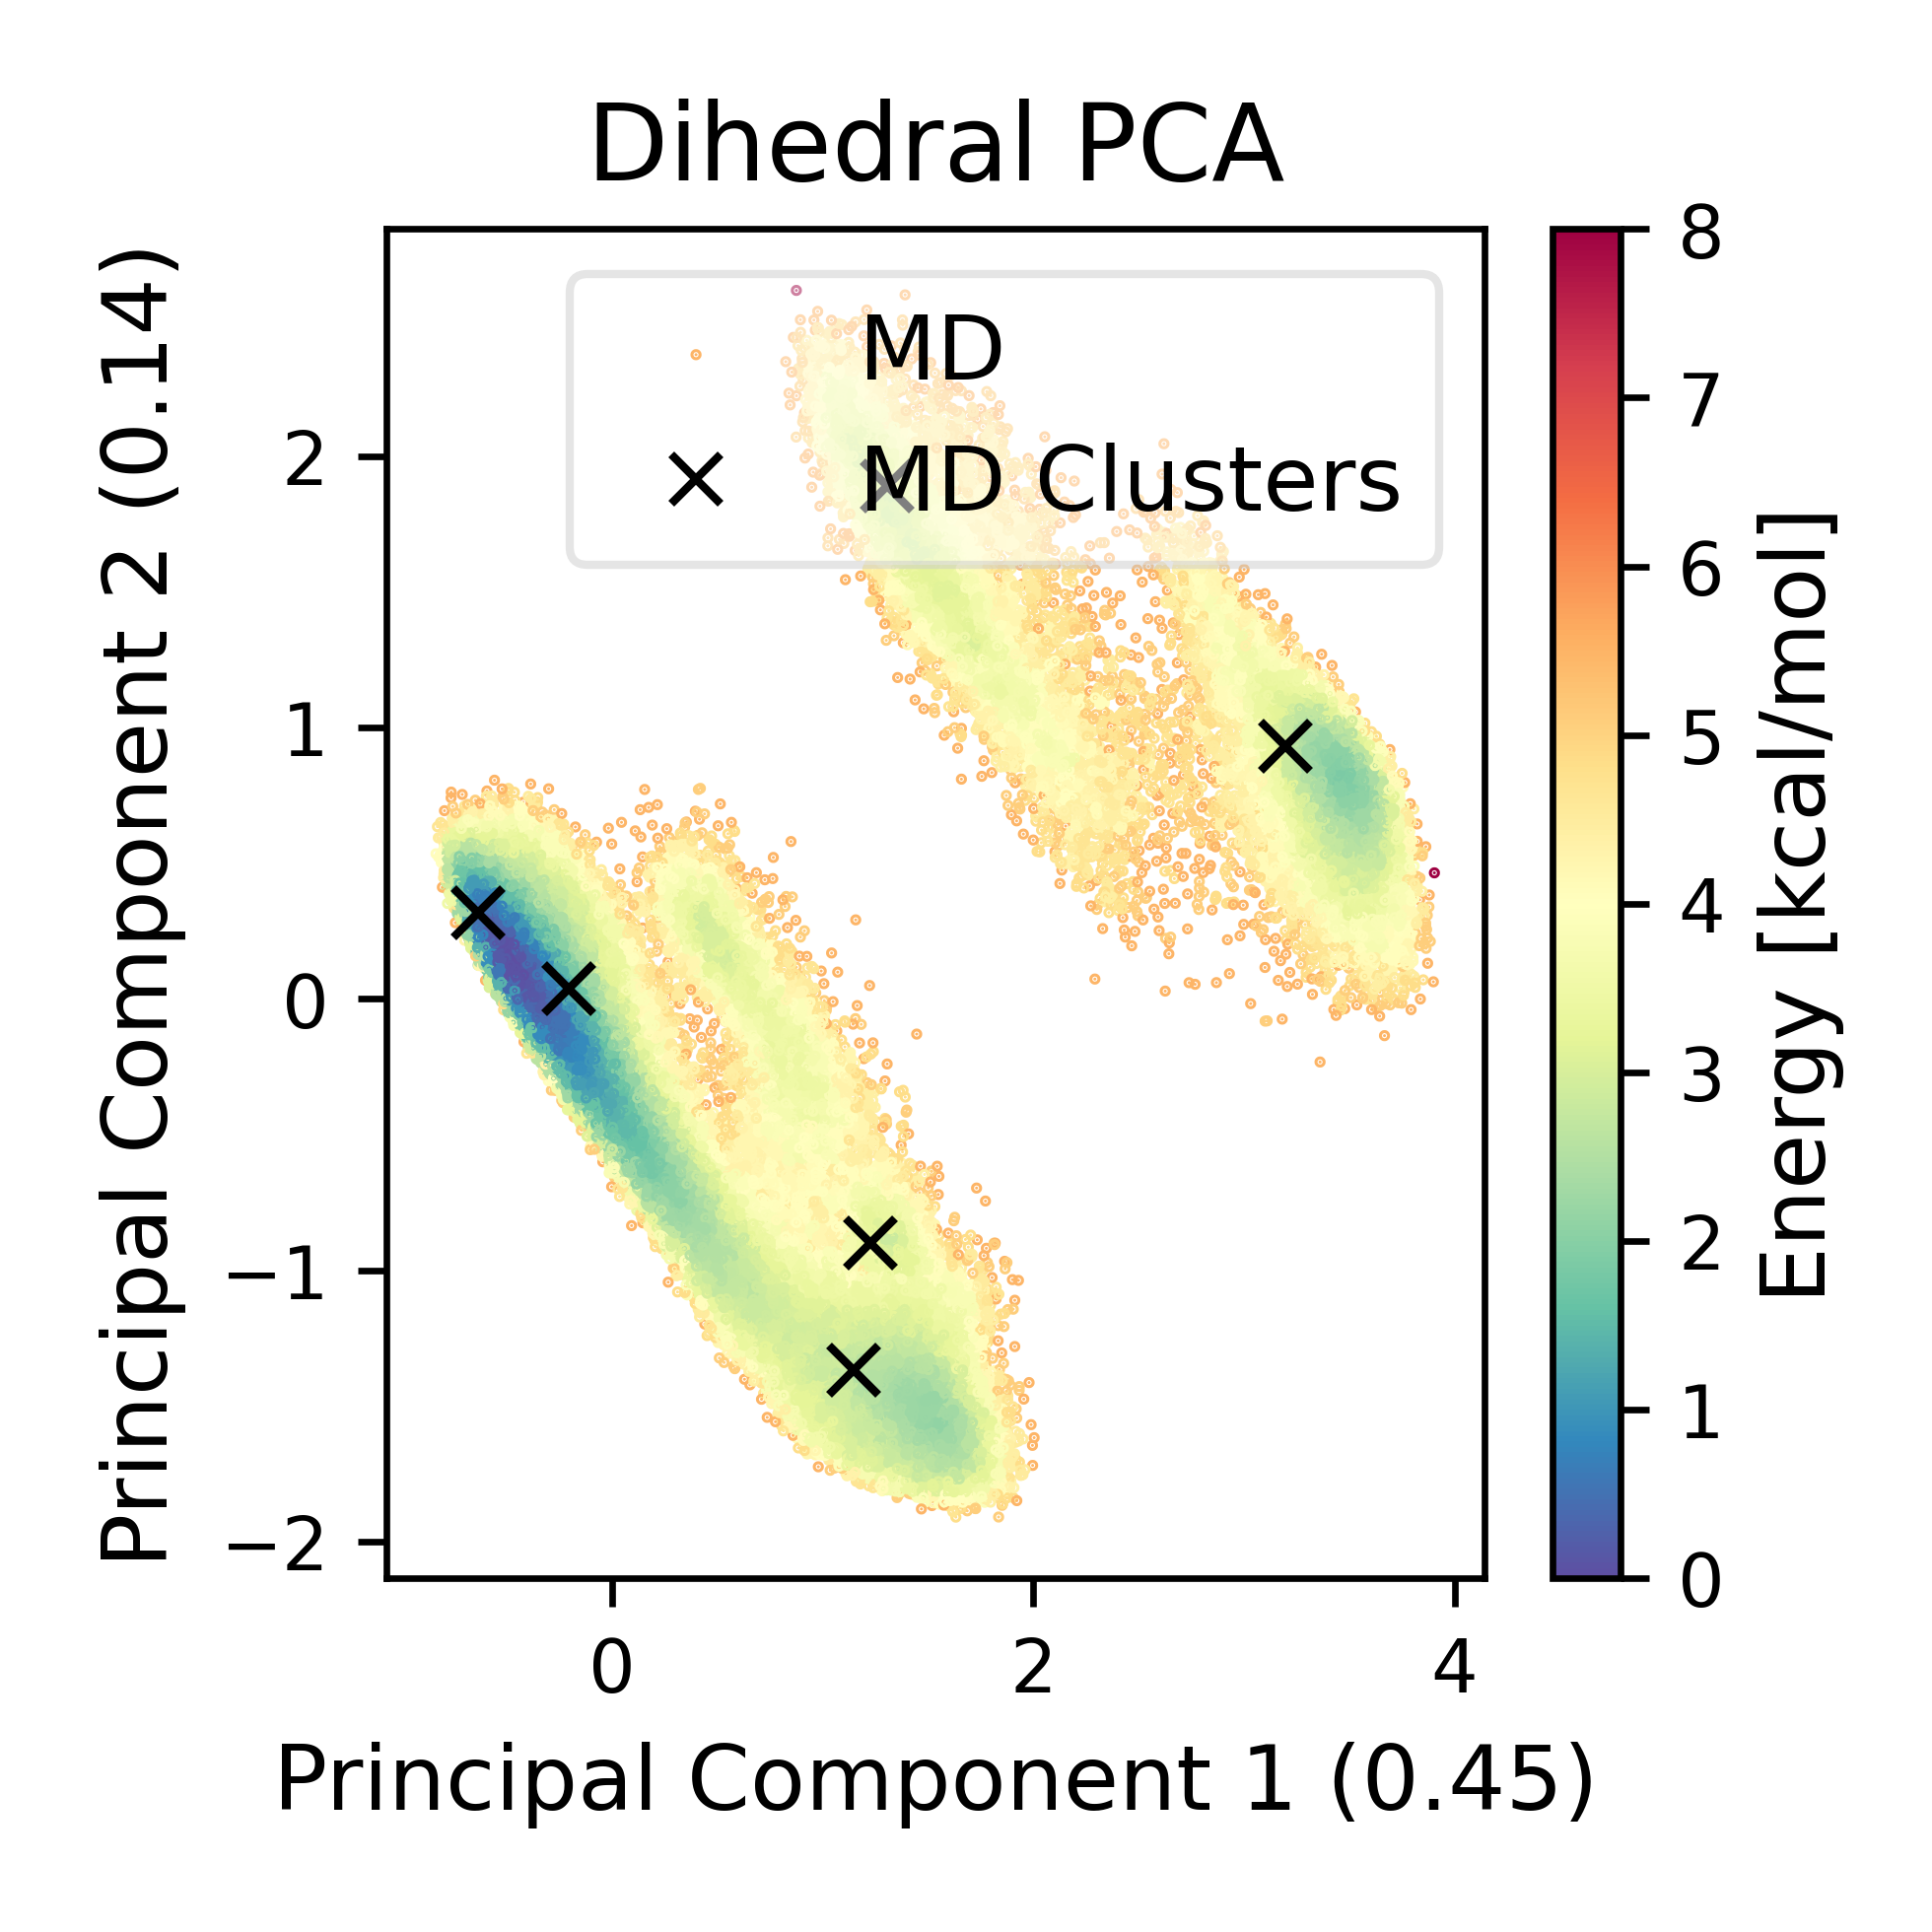 Dihedral PCA
MD
MD Clusters
Principal Component 2 (0.14)
2
1
0
−1
−2
0
2
4
Principal Component 1 (0.45)
8
7
6
5
4
3
2
1
0
Energy [kcal/mol]